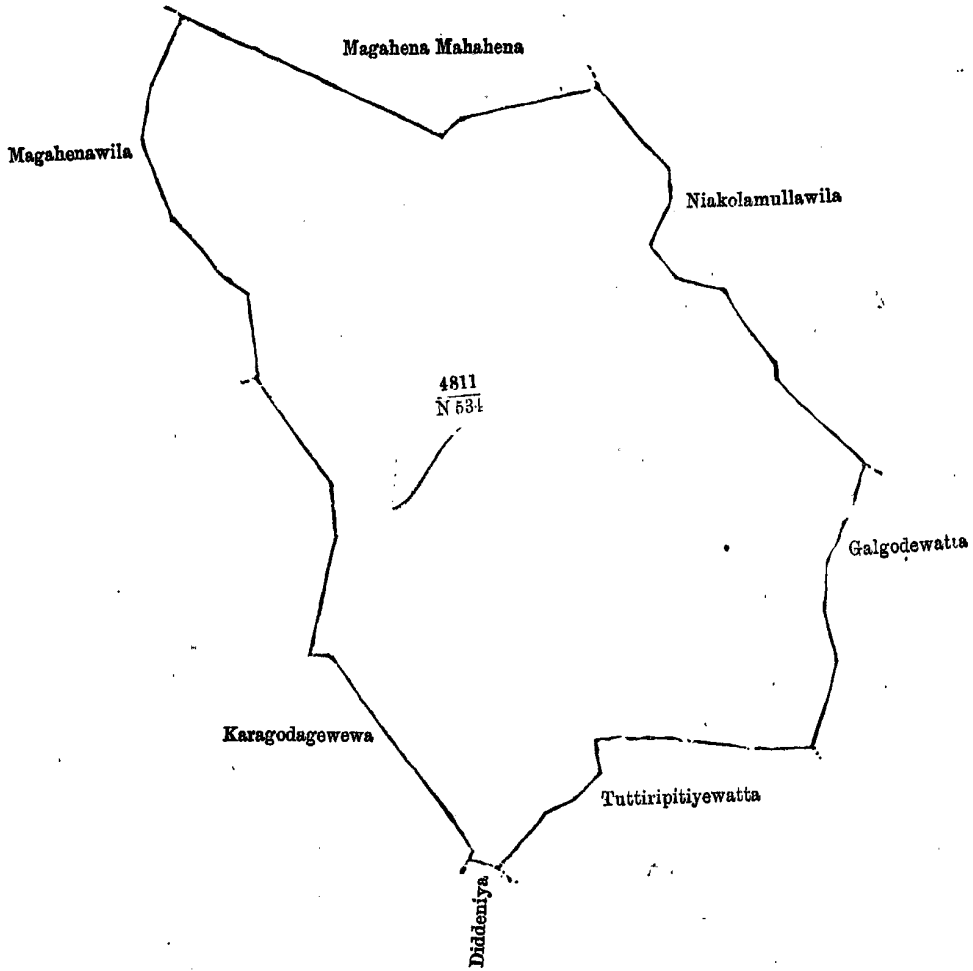 Magahena Mahahena
Magahenawila
Niakolamullawila
4811
N 534
Galgodewatta
Karagodagewewa
Tuttiripitiyewatta
Diddeniya